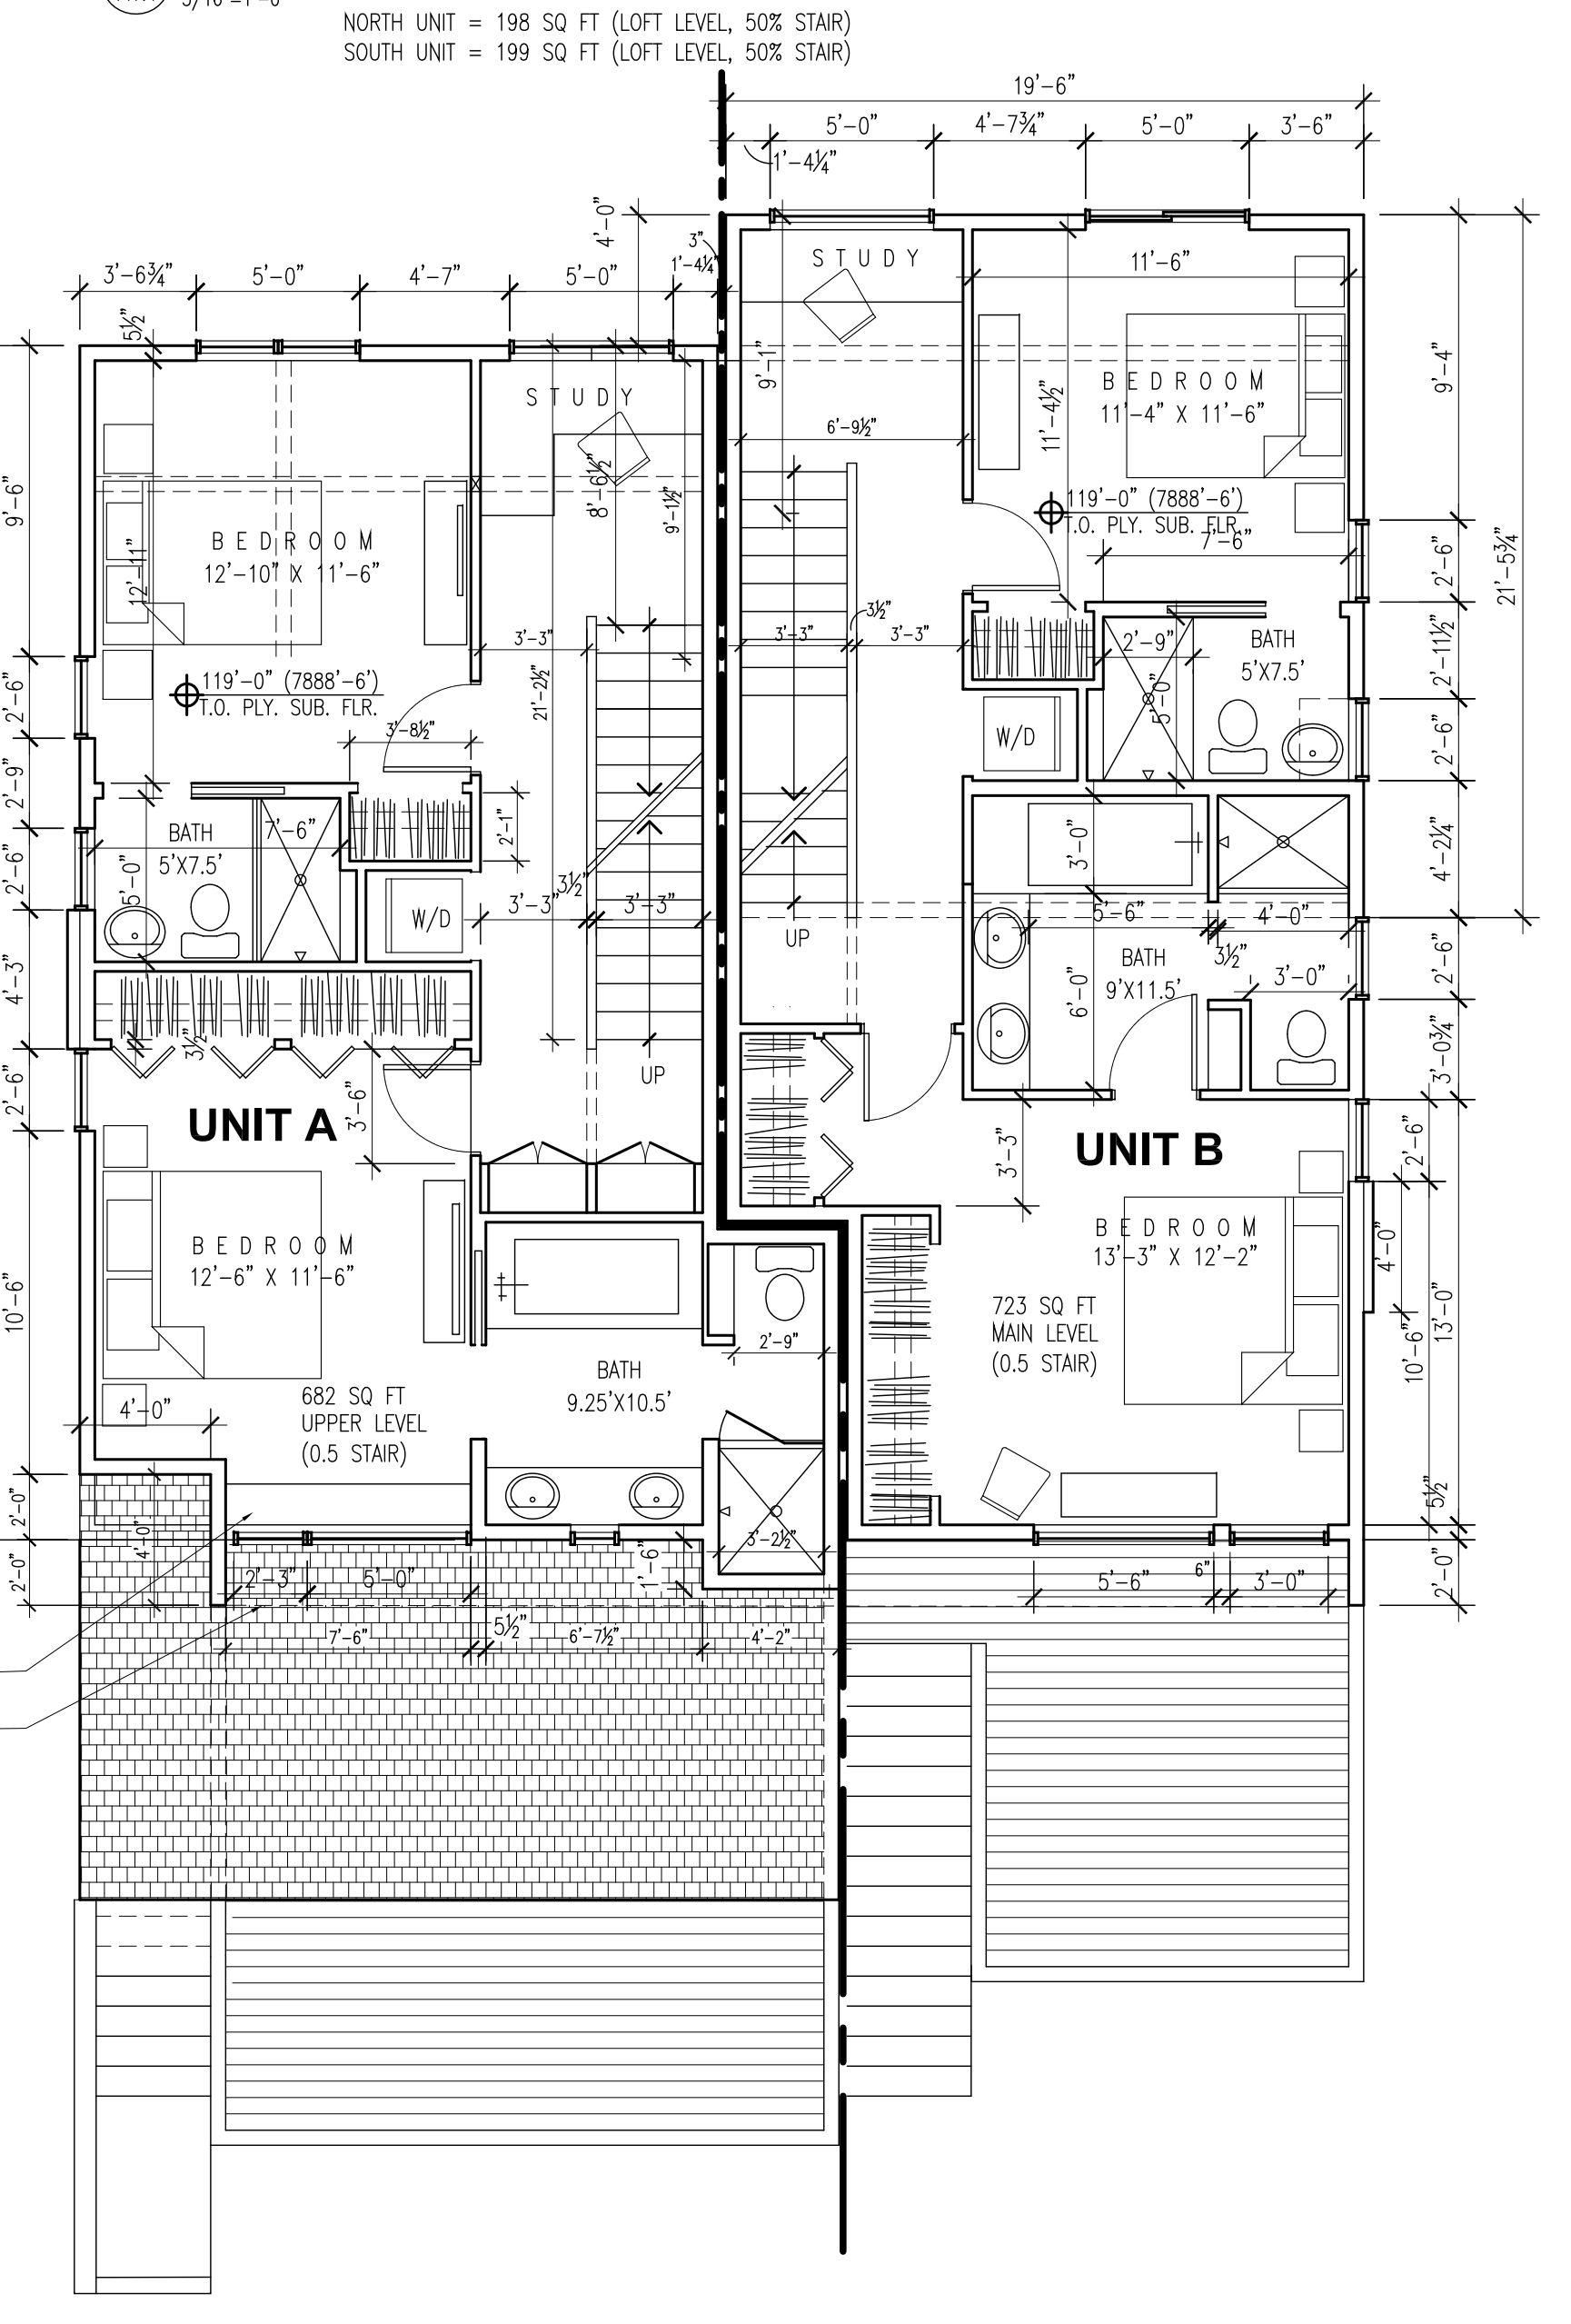 NORTH UNIT = 198 SQ FT (LOFT LEVEL, 50% STAIR)
SOUTH UNIT = 199 SQ FT (LOFT LEVEL, 50% STAIR)
19'-6"
5'-0" 4'-7¾" 5'-0" 3'-6"
1'-4¼"
4'-0"
3"
1'-4¼"
3'-6¾" 5'-0" 4'-7" 5'-0"
5½"
STUDY
11'-6"
9'-1"
9'-4"
BEDROOM
11'-4" X 11'-6"
11'-4½"
6'-9½"
119'-0" (7888'-6')
T.O. PLY. SUB. FLR.
7'-6"
2'-6"
21'-5¾"
STUDY
8'-6½"
9'-1½"
9'-6"
BEDROOM
12'-10" X 11'-6"
12'-11"
119'-0" (7888'-6')
T.O. PLY. SUB. FLR.
3'-8½"
3'-3"
21'-2½"
2'-6"
2'-9"
3½"
3'-3" 3'-3"
2'-9"
BATH
5'X7.5'
5'-0"
2'-11½"
2'-6"
W/D
BATH
5'X7.5'
7'-6"
5'-0"
2'-1"
2'-6"
W/D
3'-3" 3½" 3'-3"
3'-0"
4'-2¼"
5'-6" 4'-0"
UP
BATH
9'X11.5'
3½"
3'-0"
6'-0"
2'-6"
3'-0¾"
4'-3"
3½"
2'-6"
3'-6"
UP
UNIT A
UNIT B
3'-3"
2'-6"
BEDROOM
13'-3" X 12'-2"
4'-0"
13'-0"
10'-6"
723 SQ FT
MAIN LEVEL
(0.5 STAIR)
BEDROOM
12'-6" X 11'-6"
10'-6"
2'-9"
BATH
9.25'X10.5'
682 SQ FT
UPPER LEVEL
(0.5 STAIR)
4'-0"
2'-0"
4'-0"
2'-0"
5½"
2'-0"
3'-2½"
1'-6"
2'-3" 5'-0"
5'-6" 6" 3'-0"
7'-6" 5½" 6'-7½" 4'-2"